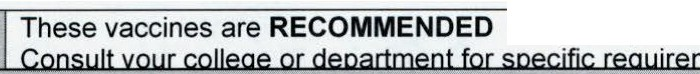 These vaccines are RECOMMENDED
Consult your college or department for specific